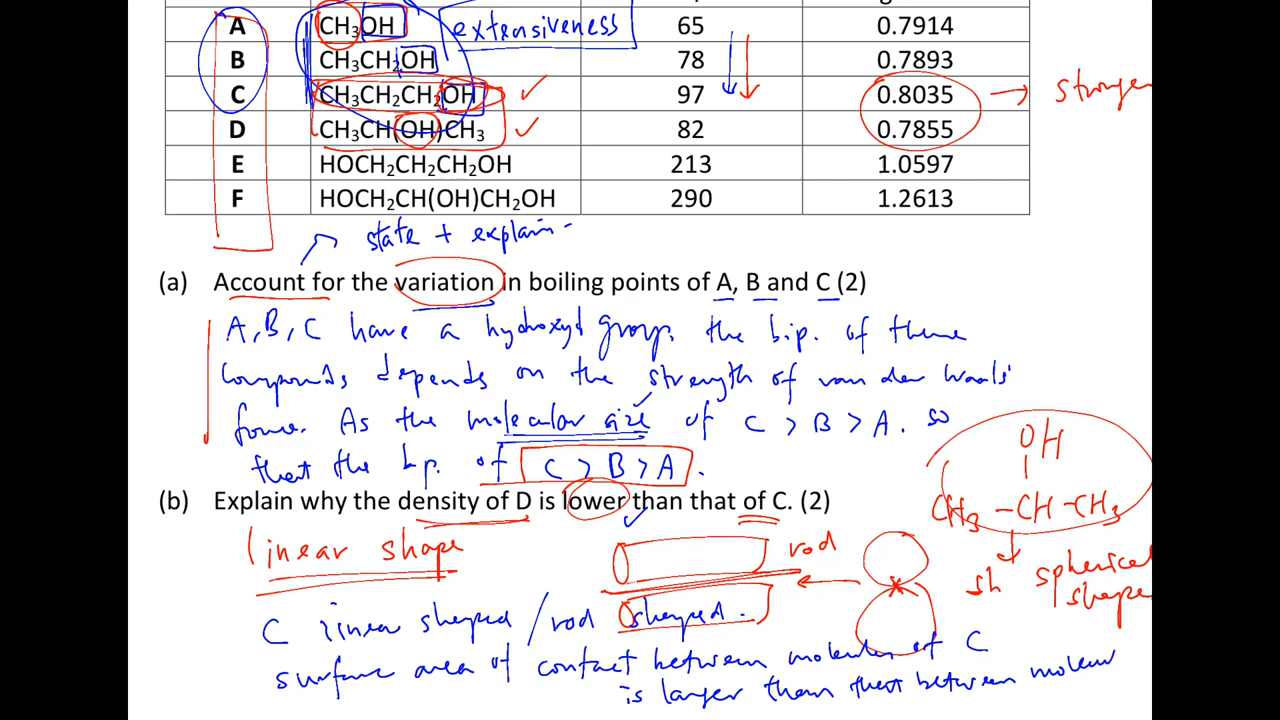 A CH₃OH extensiveness 65 0.7914
B CH₃CH₂OH 78 0.7893
C CH₃CH₂CH₂OH 97 0.8035
D CH₃CH(OH)CH₃ 82 0.7855
E HOCH₂CH₂CH₂OH 213 1.0597
F HOCH₂CH(OH)CH₂OH 290 1.2613
state + explain
(a) Account for the variation in boiling points of A, B and C (2)
A, B, C have a hydroxyl group. the b.p. of these
compounds depends on the strength of van der Waals'
force. As the molecular size of C > B > A. so
that the b.p. of C > B > A.
OH
CH₃ – CH – CH₃
(b) Explain why the density of D is lower than that of C. (2)
linear shape
rod
sh spherical
shape
C linear shaped / rod shaped.
surface area of contact between molecules of C
is larger than that between